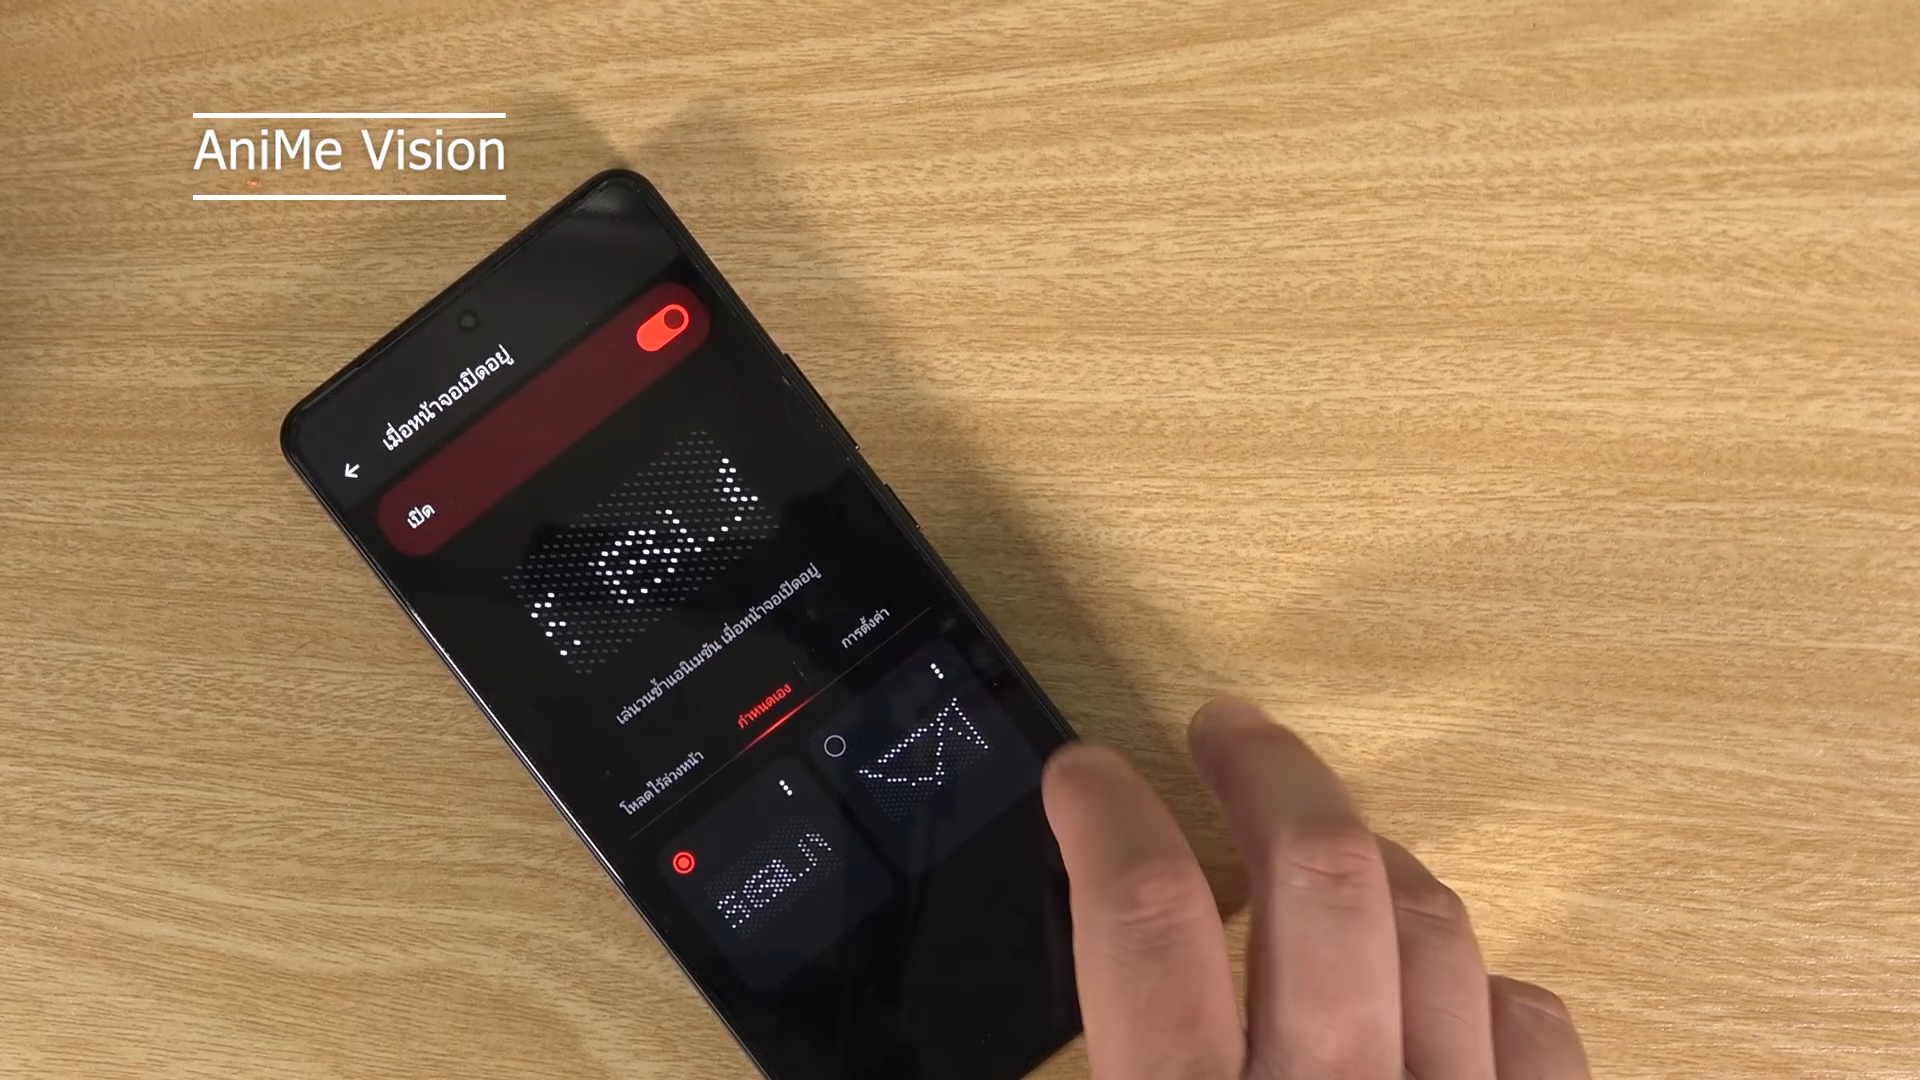 AniMe Vision
เมื่อหน้าจอเปิดอยู่
เปิด
เล่นวนซ้ำแอนิเมชัน เมื่อหน้าจอเปิดอยู่
โหลดไว้ล่วงหน้า
กำหนดเอง
การตั้งค่า